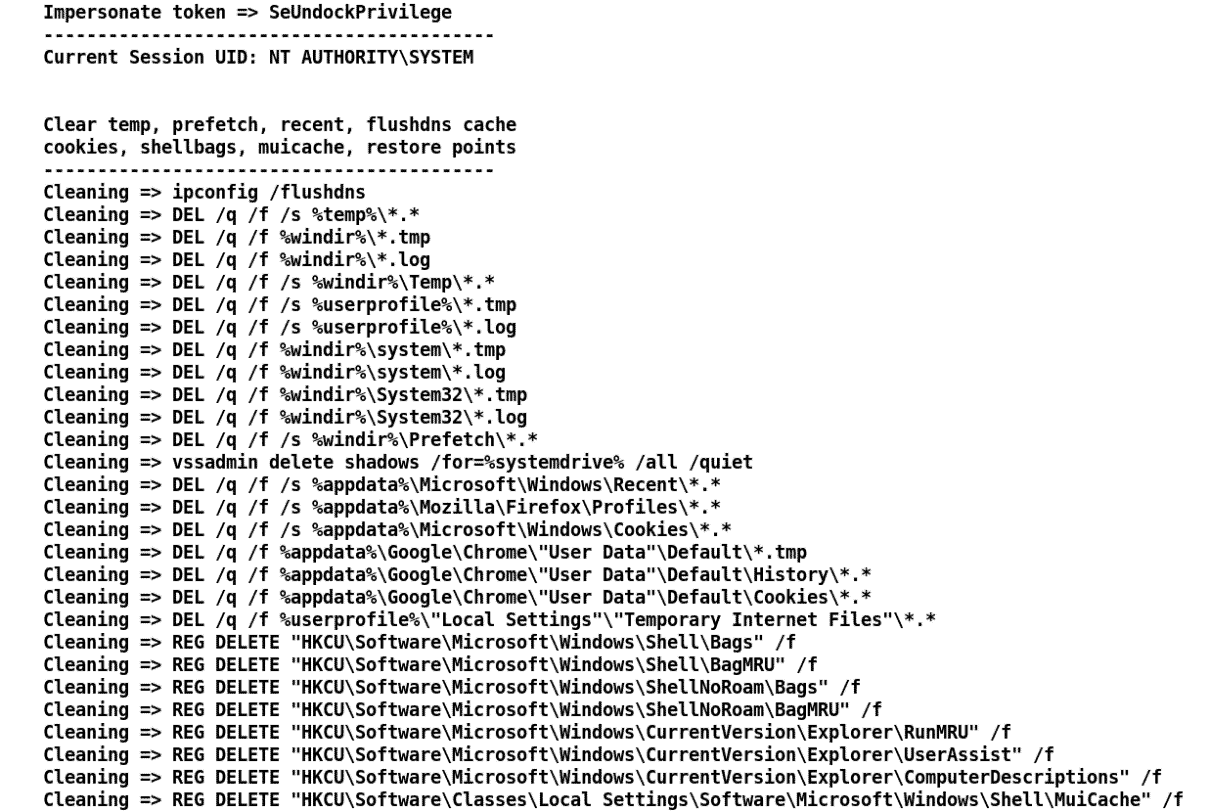 Impersonate token => SeUndockPrivilege
------------------------------------------
Current Session UID: NT AUTHORITY\SYSTEM
Clear temp, prefetch, recent, flushdns cache
cookies, shellbags, muicache, restore points
------------------------------------------
Cleaning => ipconfig /flushdns
Cleaning => DEL /q /f /s %temp%\*.*
Cleaning => DEL /q /f %windir%\*.tmp
Cleaning => DEL /q /f %windir%\*.log
Cleaning => DEL /q /f /s %windir%\Temp\*.*
Cleaning => DEL /q /f /s %userprofile%\*.tmp
Cleaning => DEL /q /f /s %userprofile%\*.log
Cleaning => DEL /q /f %windir%\system\*.tmp
Cleaning => DEL /q /f %windir%\system\*.log
Cleaning => DEL /q /f %windir%\System32\*.tmp
Cleaning => DEL /q /f %windir%\System32\*.log
Cleaning => DEL /q /f /s %windir%\Prefetch\*.*
Cleaning => vssadmin delete shadows /for=%systemdrive% /all /quiet
Cleaning => DEL /q /f /s %appdata%\Microsoft\Windows\Recent\*.*
Cleaning => DEL /q /f /s %appdata%\Mozilla\Firefox\Profiles\*.*
Cleaning => DEL /q /f /s %appdata%\Microsoft\Windows\Cookies\*.*
Cleaning => DEL /q /f %appdata%\Google\Chrome\"User Data"\Default\*.tmp
Cleaning => DEL /q /f %appdata%\Google\Chrome\"User Data"\Default\History\*.*
Cleaning => DEL /q /f %appdata%\Google\Chrome\"User Data"\Default\Cookies\*.*
Cleaning => DEL /q /f %userprofile%\"Local Settings"\"Temporary Internet Files"\*.*
Cleaning => REG DELETE "HKCU\Software\Microsoft\Windows\Shell\Bags" /f
Cleaning => REG DELETE "HKCU\Software\Microsoft\Windows\Shell\BagMRU" /f
Cleaning => REG DELETE "HKCU\Software\Microsoft\Windows\ShellNoRoam\Bags" /f
Cleaning => REG DELETE "HKCU\Software\Microsoft\Windows\ShellNoRoam\BagMRU" /f
Cleaning => REG DELETE "HKCU\Software\Microsoft\Windows\CurrentVersion\Explorer\RunMRU" /f
Cleaning => REG DELETE "HKCU\Software\Microsoft\Windows\CurrentVersion\Explorer\UserAssist" /f
Cleaning => REG DELETE "HKCU\Software\Microsoft\Windows\CurrentVersion\Explorer\ComputerDescriptions" /f
Cleaning => REG DELETE "HKCU\Software\Classes\Local Settings\Software\Microsoft\Windows\Shell\MuiCache" /f